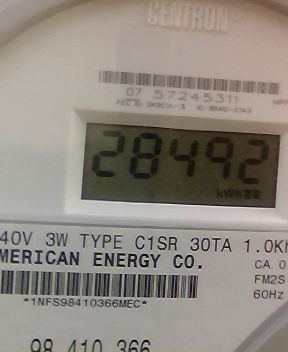 CENTRON®
07 57245311
28492
kWh
40V 3W TYPE C1SR 30TA 1.0K
MERICAN ENERGY CO. CA 0
FM2S
*1NFS98410366MEC* 60Hz
98 410 366